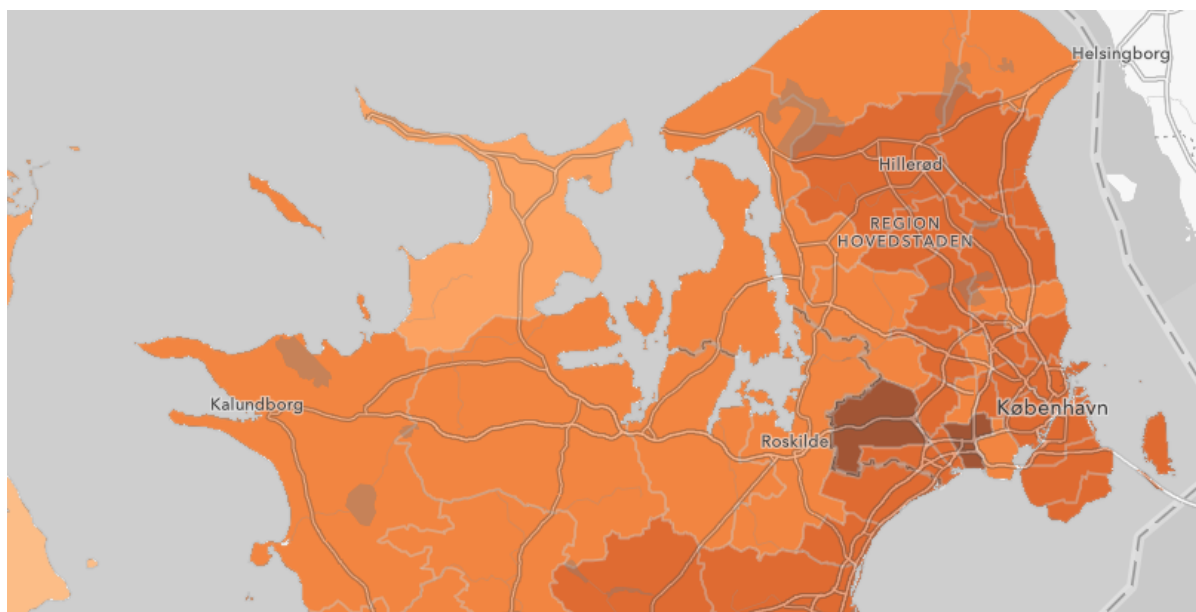 Helsingborg
Hillerød
REGION
HOVEDSTADEN
Kalundborg
København
Roskilde